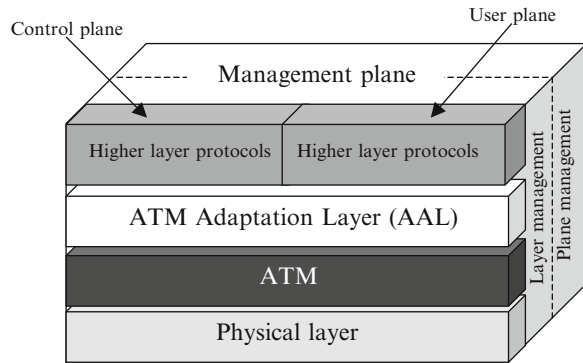 Control plane
User plane
Management plane
Higher layer protocols
Higher layer protocols
ATM Adaptation Layer (AAL)
ATM
Physical layer
Layer management
Plane management